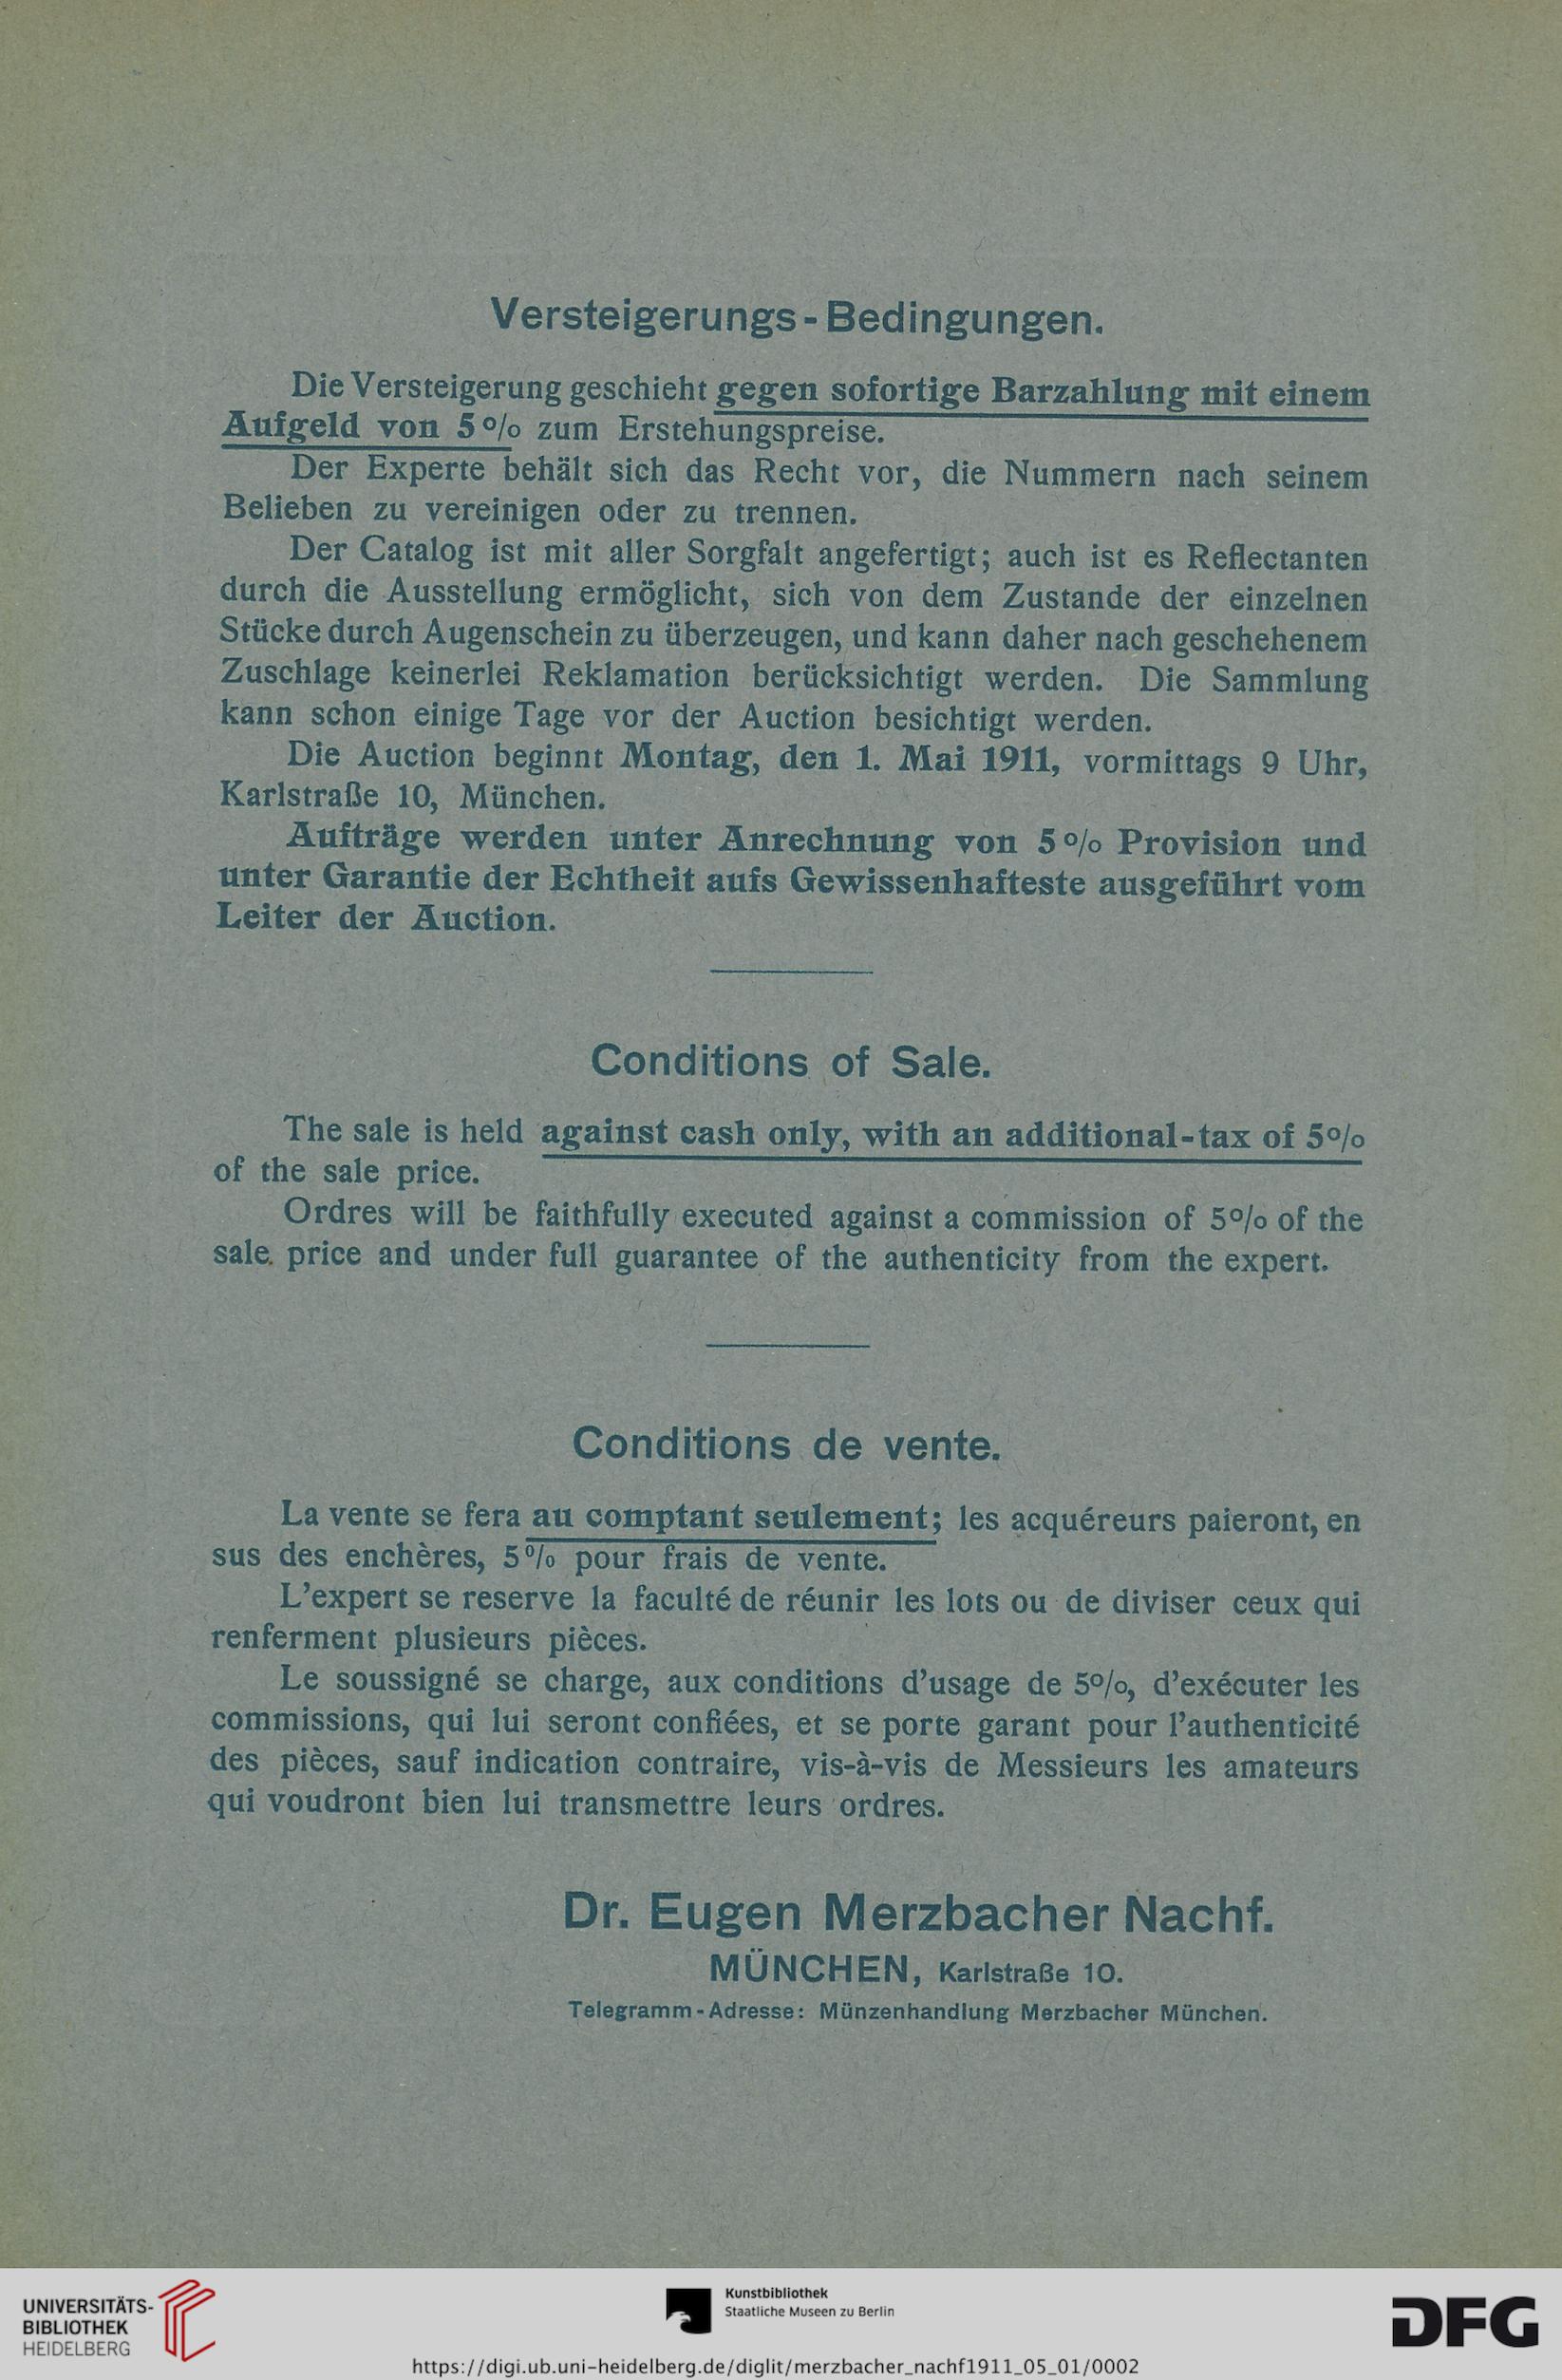 Versteigerungs-Bedingungen.
Die Versteigerung geschieht gegen sofortige Barzahlung mit einem
Aufgeld von 5% zum Erstehungspreise.
Der Experte behält sich das Recht vor, die Nummern nach seinem
Belieben zu vereinigen oder zu trennen.
Der Catalog ist mit aller Sorgfalt angefertigt; auch ist es Reflectanten
durch die Ausstellung ermöglicht, sich von dem Zustande der einzelnen
Stücke durch Augenschein zu überzeugen, und kann daher nach geschehenem
Zuschlage keinerlei Reklamation berücksichtigt werden. Die Sammlung
kann schon einige Tage vor der Auction besichtigt werden.
Die Auction beginnt Montag, den 1. Mai 1911, vormittags 9 Uhr,
Karlstraße 10, München.
Aufträge werden unter Anrechnung von 5% Provision und
unter Garantie der Echtheit aufs Gewissenhafteste ausgeführt vom
Leiter der Auction.
Conditions of Sale.
The sale is held against cash only, with an additional-tax of 5%
of the sale price.
Ordres will be faithfully executed against a commission of 5% of the
sale. price and under full guarantee of the authenticity from the expert.
Conditions de vente.
La vente se fera au comptant seulement; les acquéreurs paieront, en
sus des enchères, 5% pour frais de vente.
L'expert se reserve la faculté de réunir les lots ou de diviser ceux qui
renferment plusieurs pièces.
Le soussigné se charge, aux conditions d'usage de 5%, d'exécuter les
commissions, qui lui seront confiées, et se porte garant pour l'authenticité
des pièces, sauf indication contraire, vis-à-vis de Messieurs les amateurs
qui voudront bien lui transmettre leurs ordres.
Dr. Eugen Merzbacher Nachf.
MÜNCHEN, Karlstraße 10.
Telegramm-Adresse: Münzenhandlung Merzbacher München.
UNIVERSITÄTS-
BIBLIOTHEK
HEIDELBERG
Kunstbibliothek
Staatliche Museen zu Berlin
DFG
https://digi.ub.uni-heidelberg.de/diglit/merzbacher_nachf1911_05_01/0002